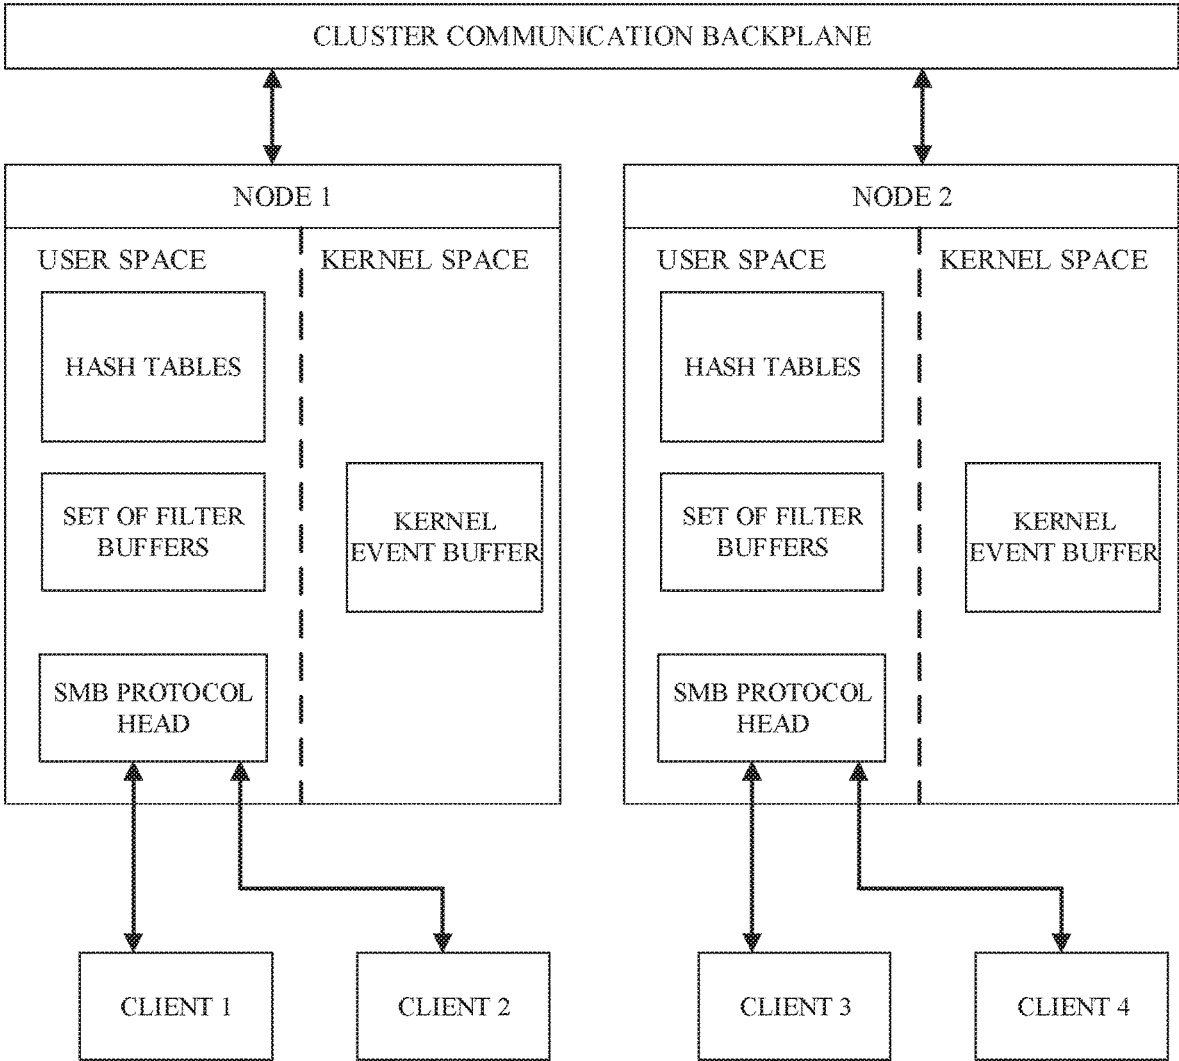 CLUSTER COMMUNICATION BACKPLANE
NODE 1
USER SPACE
KERNEL SPACE
HASH TABLES
SET OF FILTER
BUFFERS
KERNEL
EVENT BUFFER
SMB PROTOCOL
HEAD
NODE 2
USER SPACE
KERNEL SPACE
HASH TABLES
SET OF FILTER
BUFFERS
KERNEL
EVENT BUFFER
SMB PROTOCOL
HEAD
CLIENT 1
CLIENT 2
CLIENT 3
CLIENT 4